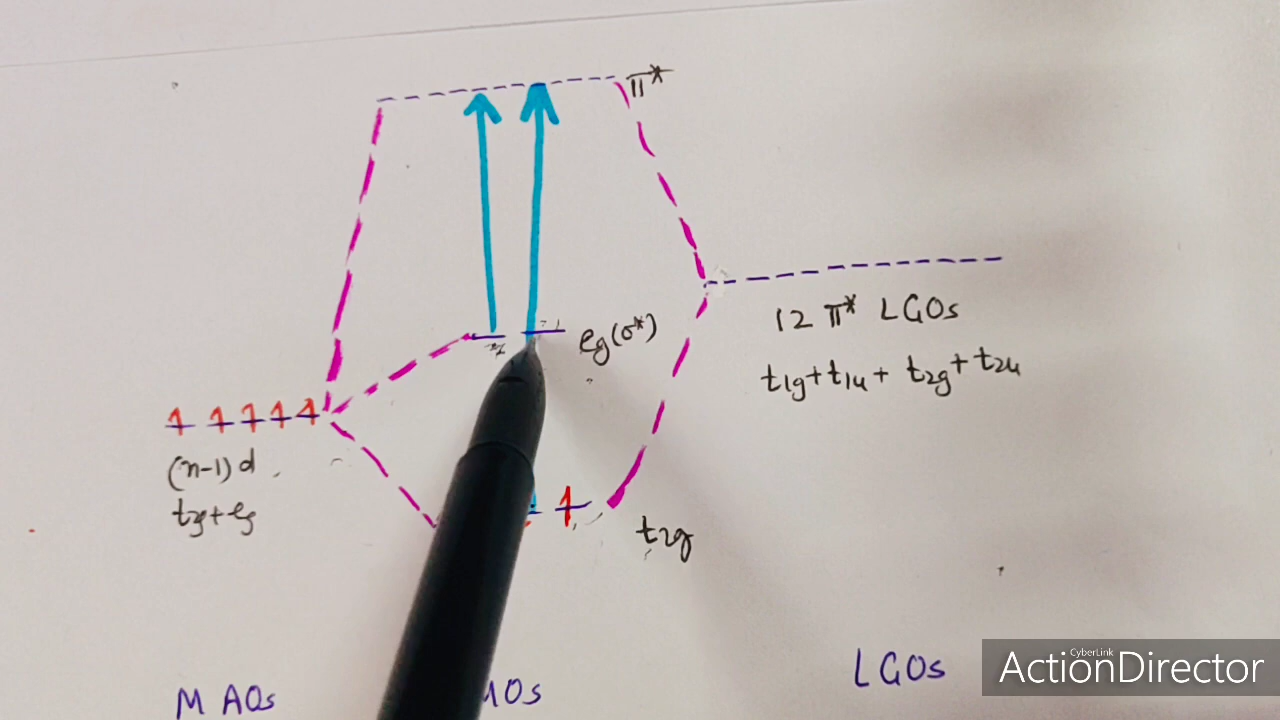 π*
eg(σ*)
12 π* LGOs
t1g+t1u+ t2g+t2u
(n-1)d
t2g+eg
t2g
M AOs
LGOs
CyberLink
ActionDirector